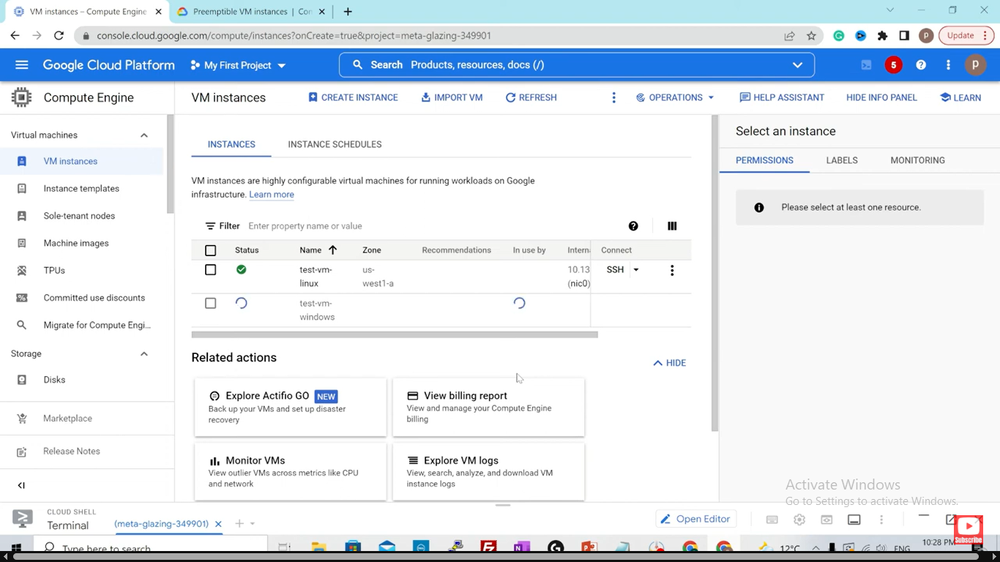 VM instances – Compute Engine
Preemptible VM instances | Con
console.cloud.google.com/compute/instances?onCreate=true&project=meta-glazing-349901
p
Update
Google Cloud Platform
My First Project
Search Products, resources, docs (/)
5
p
Compute Engine
VM instances
CREATE INSTANCE
IMPORT VM
REFRESH
OPERATIONS
HELP ASSISTANT
HIDE INFO PANEL
LEARN
Virtual machines
VM instances
Instance templates
Sole-tenant nodes
Machine images
TPUs
Committed use discounts
Migrate for Compute Engi...
Storage
Disks
Marketplace
Release Notes
INSTANCES
INSTANCE SCHEDULES
VM instances are highly configurable virtual machines for running workloads on Google
infrastructure. Learn more
Filter Enter property name or value
Status Name Zone Recommendations In use by Interna Connect
test-vm- us- 10.13 SSH
linux west1-a (nic0)
test-vm-
windows
Related actions
HIDE
Explore Actifio GO NEW
Back up your VMs and set up disaster
recovery
View billing report
View and manage your Compute Engine
billing
Monitor VMs
View outlier VMs across metrics like CPU
and network
Explore VM logs
View, search, analyze, and download VM
instance logs
Select an instance
PERMISSIONS
LABELS
MONITORING
Please select at least one resource.
Activate Windows
Go to Settings to activate Windows.
CLOUD SHELL
Terminal
(meta-glazing-349901)
Open Editor
Subscribe
Type here to search
12°C
ENG
10:28 PM